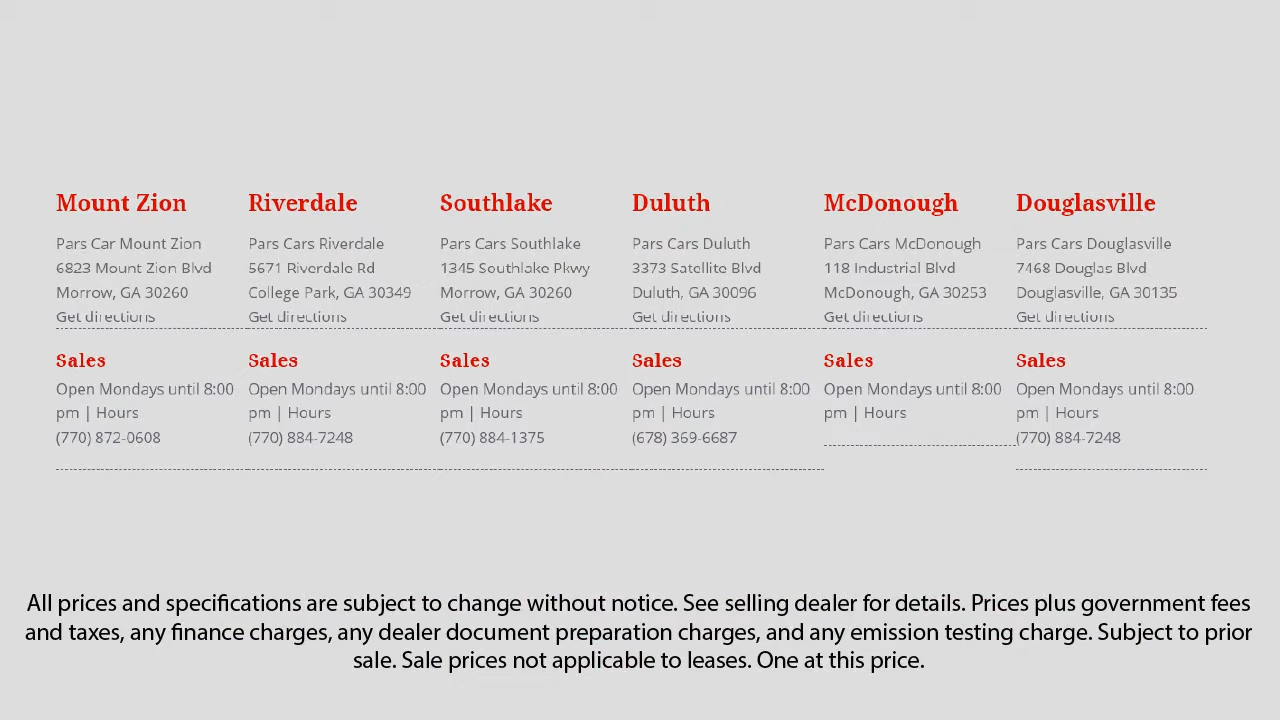 Mount Zion
Pars Car Mount Zion
6823 Mount Zion Blvd
Morrow, GA 30260
Get directions
Sales
Open Mondays until 8:00
pm | Hours
(770) 872-0608
Riverdale
Pars Cars Riverdale
5671 Riverdale Rd
College Park, GA 30349
Get directions
Sales
Open Mondays until 8:00
pm | Hours
(770) 884-7248
Southlake
Pars Cars Southlake
1345 Southlake Pkwy
Morrow, GA 30260
Get directions
Sales
Open Mondays until 8:00
pm | Hours
(770) 884-1375
Duluth
Pars Cars Duluth
3373 Satellite Blvd
Duluth, GA 30096
Get directions
Sales
Open Mondays until 8:00
pm | Hours
(678) 369-6687
McDonough
Pars Cars McDonough
118 Industrial Blvd
McDonough, GA 30253
Get directions
Sales
Open Mondays until 8:00
pm | Hours
Douglasville
Pars Cars Douglasville
7468 Douglas Blvd
Douglasville, GA 30135
Get directions
Sales
Open Mondays until 8:00
pm | Hours
(770) 884-7248
All prices and specifications are subject to change without notice. See selling dealer for details. Prices plus government fees
and taxes, any finance charges, any dealer document preparation charges, and any emission testing charge. Subject to prior
sale. Sale prices not applicable to leases. One at this price.